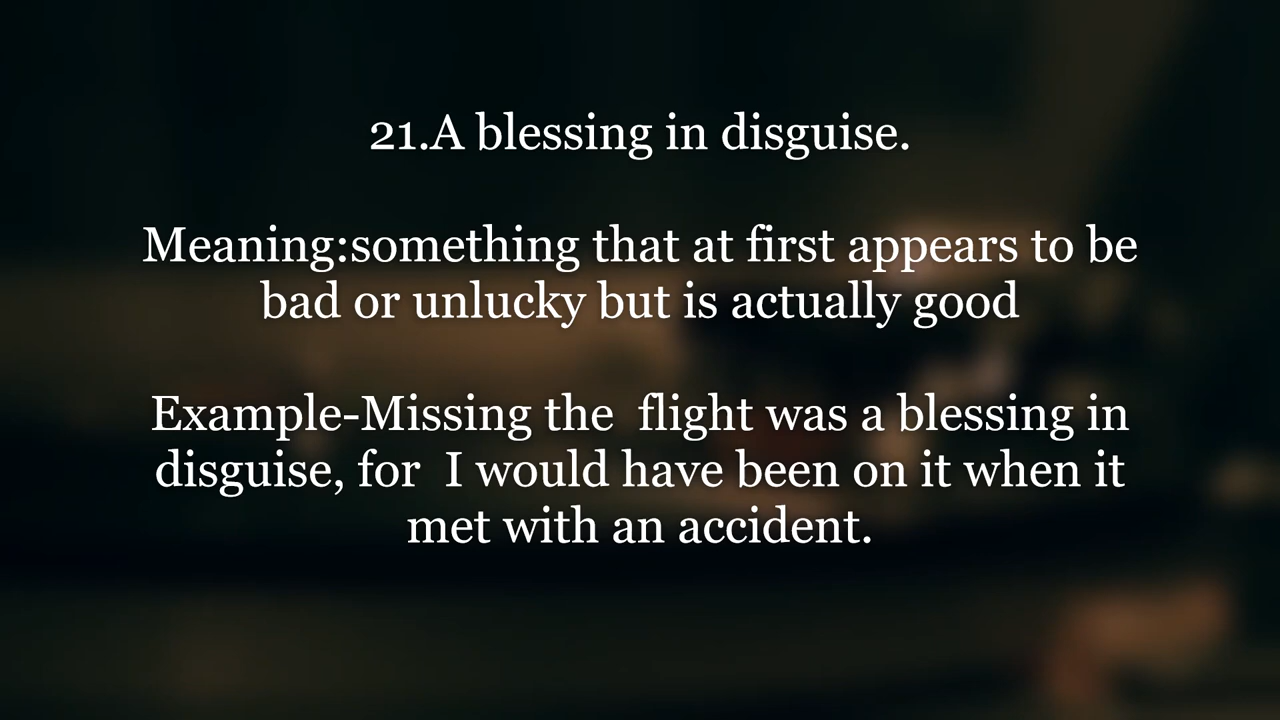 21.A blessing in disguise.
Meaning:something that at first appears to be
bad or unlucky but is actually good
Example-Missing the  flight was a blessing in
disguise, for  I would have been on it when it
met with an accident.